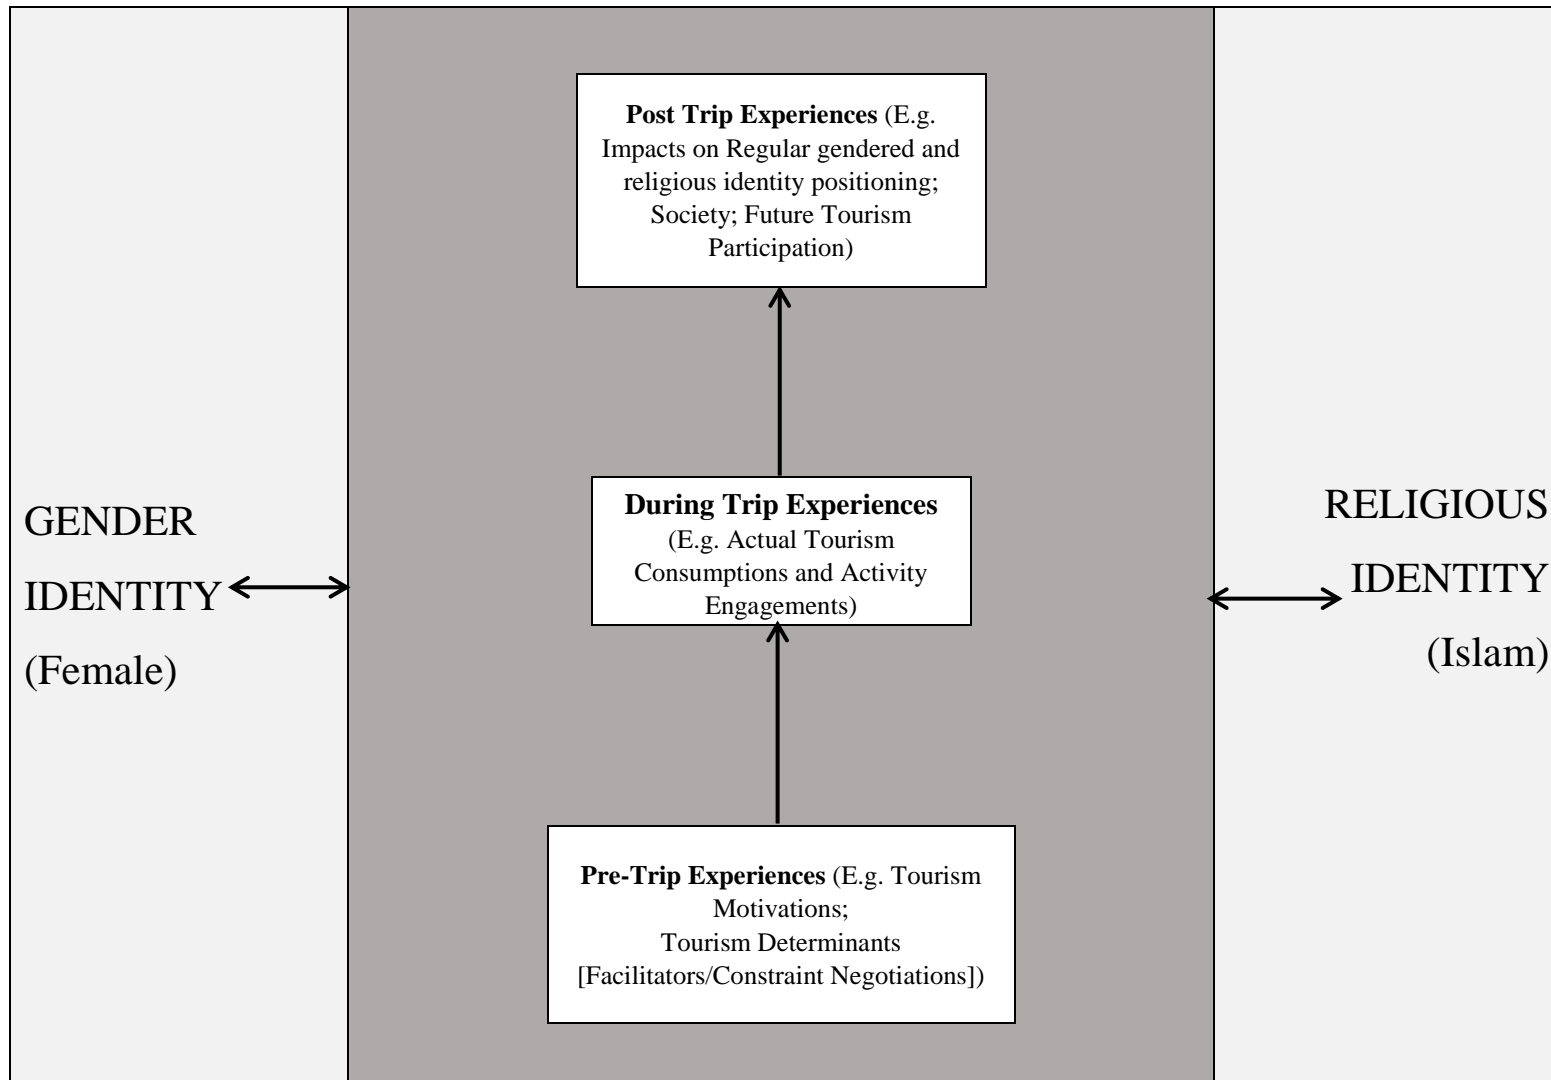 Post Trip Experiences (E.g.
Impacts on Regular gendered and
religious identity positioning;
Society; Future Tourism
Participation)
GENDER
IDENTITY
(Female)
During Trip Experiences
(E.g. Actual Tourism
Consumptions and Activity
Engagements)
RELIGIOUS
IDENTITY
(Islam)
Pre-Trip Experiences (E.g. Tourism
Motivations;
Tourism Determinants
[Facilitators/Constraint Negotiations])